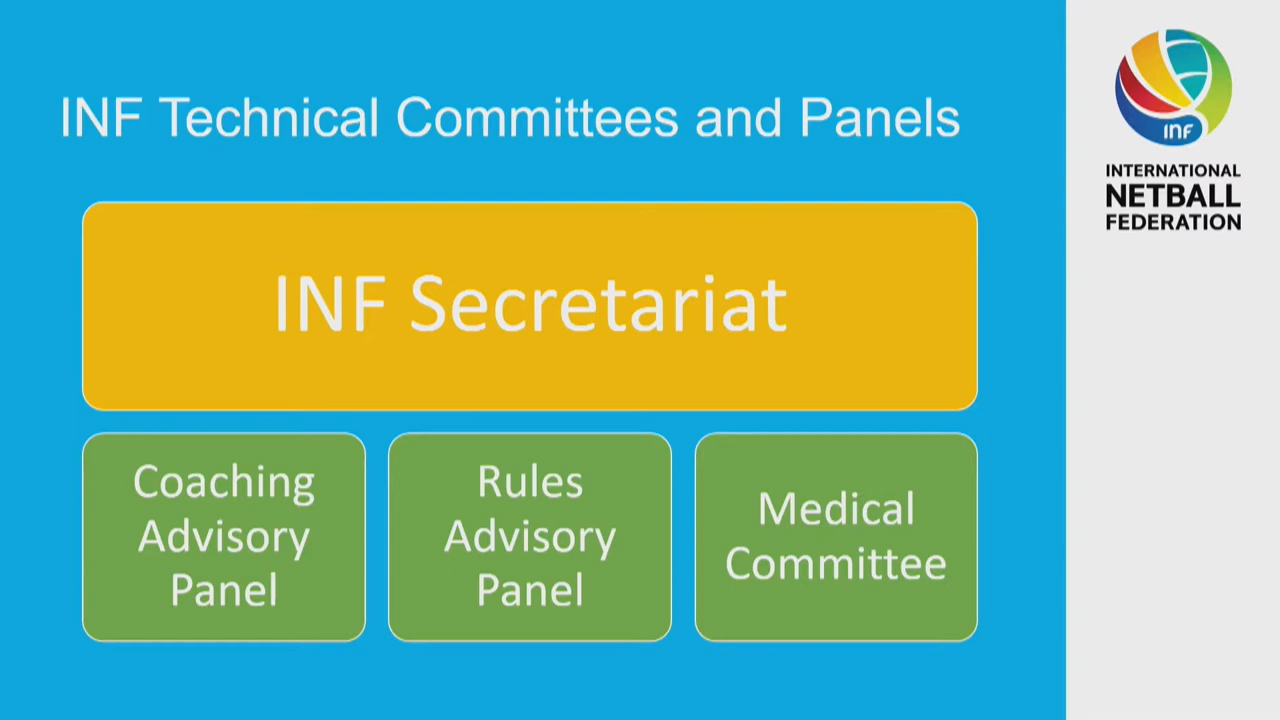 INF Technical Committees and Panels
INF
INTERNATIONAL
NETBALL
FEDERATION
INF Secretariat
Coaching
Advisory
Panel
Rules
Advisory
Panel
Medical
Committee